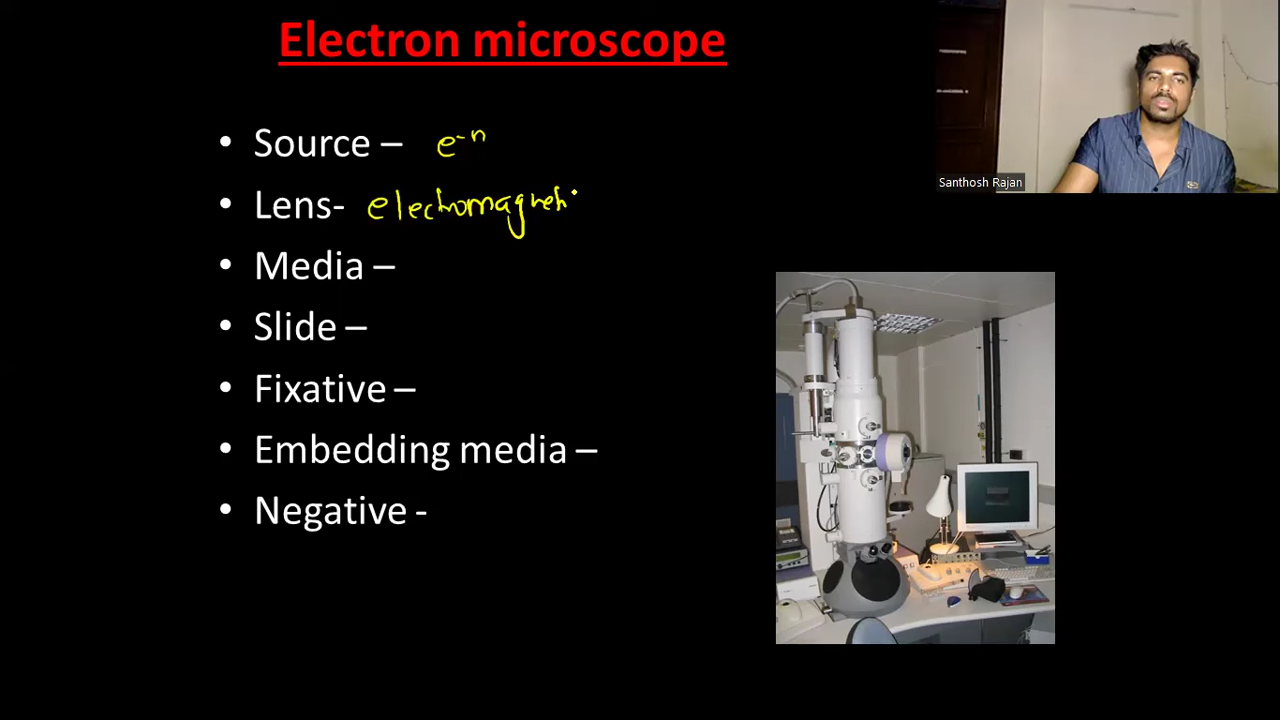 Electron microscope
Santhosh Rajan
• Source – e⁻ⁿ
• Lens- electromagneti
• Media –
• Slide –
• Fixative –
• Embedding media –
• Negative -